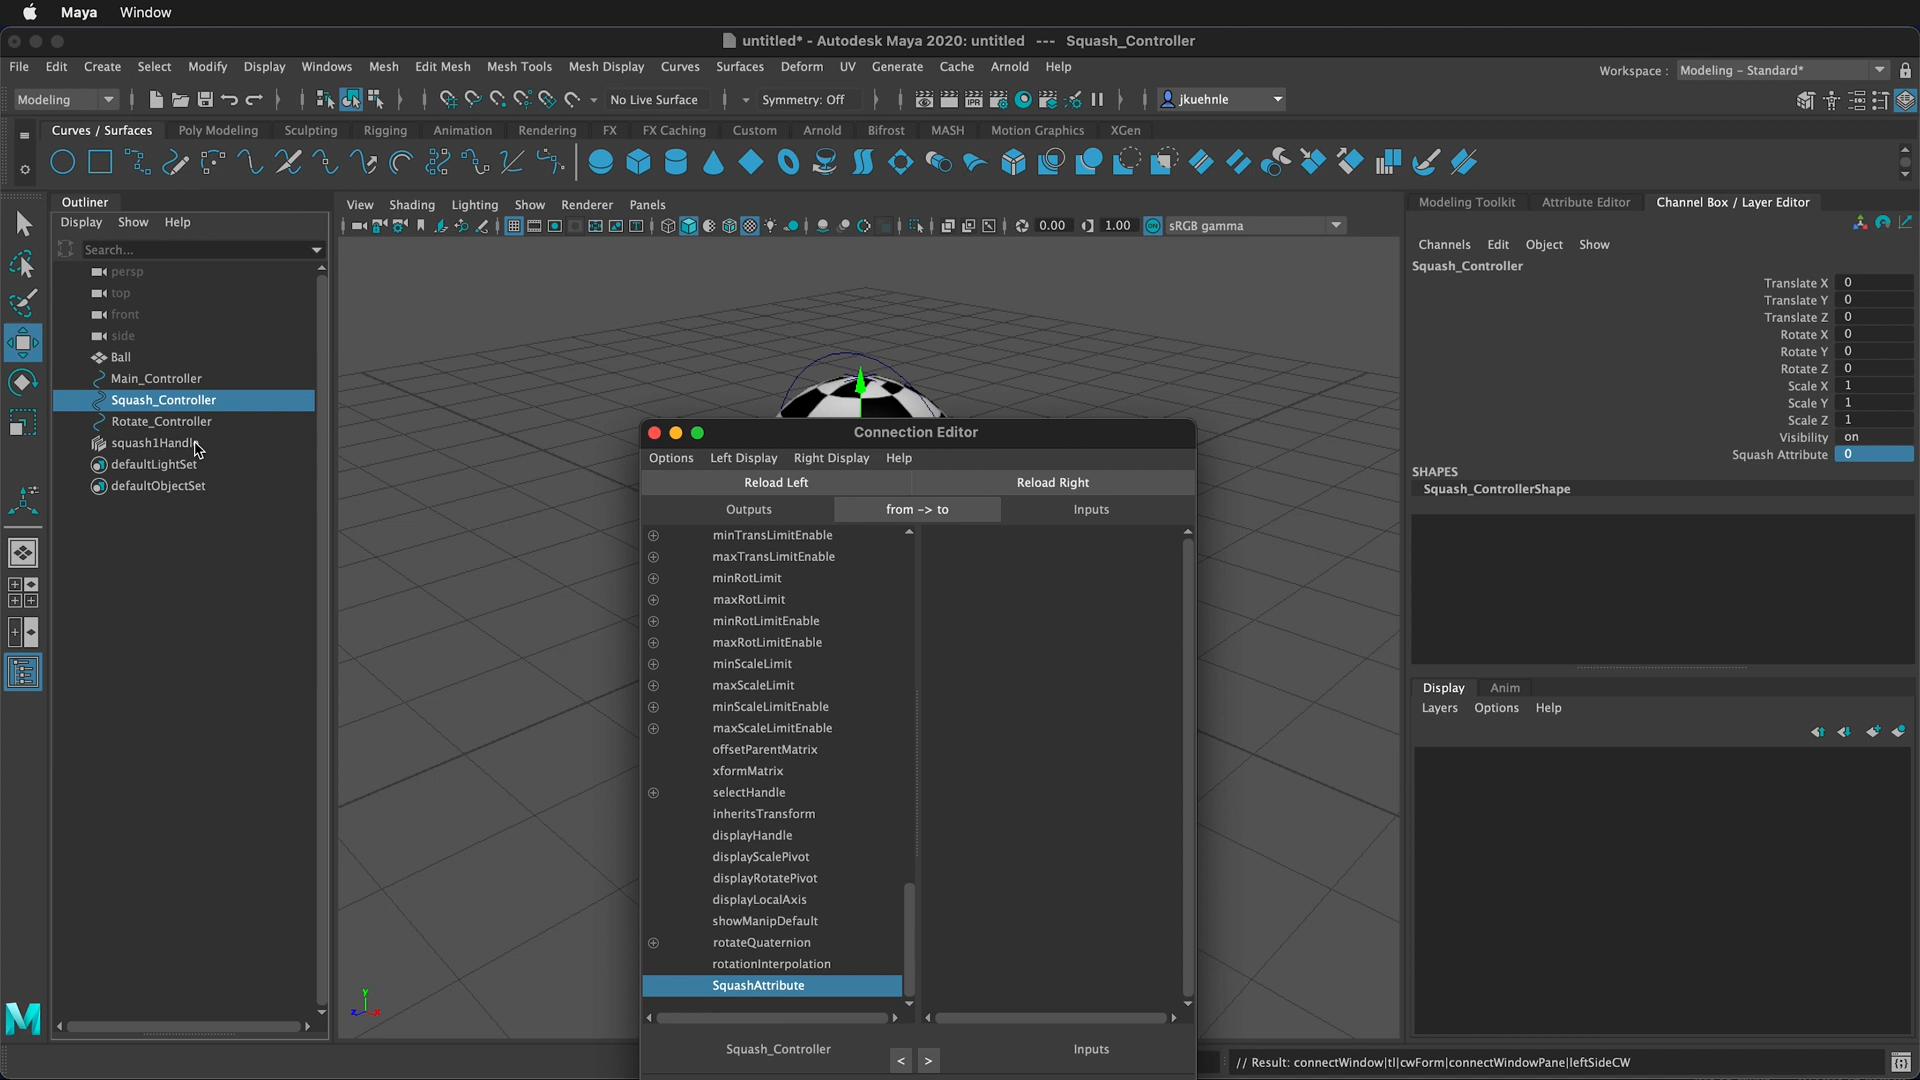 Maya Window
untitled* - Autodesk Maya 2020: untitled --- Squash_Controller
File Edit Create Select Modify Display Windows Mesh Edit Mesh Mesh Tools Mesh Display Curves Surfaces Deform UV Generate Cache Arnold Help
Workspace : Modeling - Standard*
Modeling
No Live Surface
Symmetry: Off
IPR
jkuehnle
Curves / Surfaces Poly Modeling Sculpting Rigging Animation Rendering FX FX Caching Custom Arnold Bifrost MASH Motion Graphics XGen
Outliner
Display Show Help
Search...
persp
top
front
side
Ball
Main_Controller
Squash_Controller
Rotate_Controller
squash1Handle
defaultLightSet
defaultObjectSet
View Shading Lighting Show Renderer Panels
0.00
1.00
ON
sRGB gamma
Connection Editor
Options Left Display Right Display Help
Reload Left Reload Right
Outputs from -> to Inputs
minTransLimitEnable
maxTransLimitEnable
minRotLimit
maxRotLimit
minRotLimitEnable
maxRotLimitEnable
minScaleLimit
maxScaleLimit
minScaleLimitEnable
maxScaleLimitEnable
offsetParentMatrix
xformMatrix
selectHandle
inheritsTransform
displayHandle
displayScalePivot
displayRotatePivot
displayLocalAxis
showManipDefault
rotateQuaternion
rotationInterpolation
SquashAttribute
Squash_Controller < > Inputs
Modeling Toolkit Attribute Editor Channel Box / Layer Editor
Channels Edit Object Show
Squash_Controller
Translate X 0
Translate Y 0
Translate Z 0
Rotate X 0
Rotate Y 0
Rotate Z 0
Scale X 1
Scale Y 1
Scale Z 1
Visibility on
Squash Attribute 0
SHAPES
Squash_ControllerShape
Display Anim
Layers Options Help
y
z x
M
// Result: connectWindow|tl|cwForm|connectWindowPane|leftSideCW